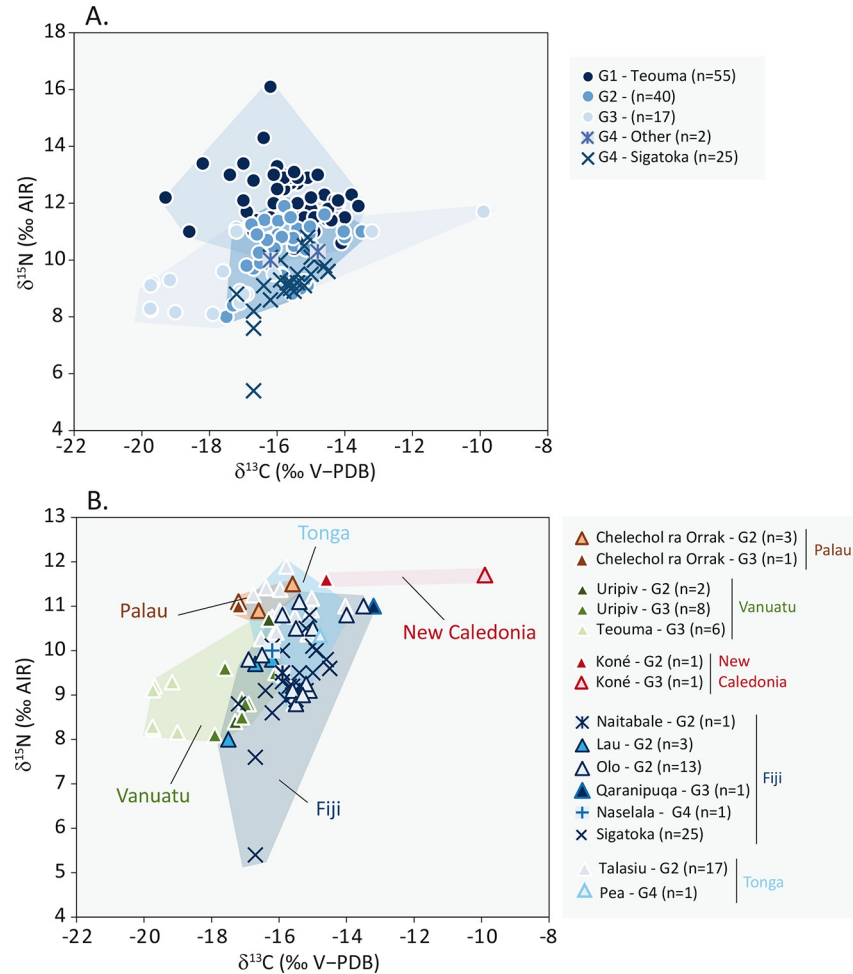 A.
18
16
14
12
10
8
6
4
δ15N (‰ AIR)
-22 -20 -18 -16 -14 -12 -10 -8
δ13C (‰ V–PDB)
G1 - Teouma (n=55)
G2 - (n=40)
G3 - (n=17)
G4 - Other (n=2)
G4 - Sigatoka (n=25)
B.
13
12
11
10
9
8
7
6
5
4
δ15N (‰ AIR)
Tonga
Palau
New Caledonia
Vanuatu
Fiji
-22 -20 -18 -16 -14 -12 -10 -8
δ13C (‰ V–PDB)
Chelechol ra Orrak - G2 (n=3)
Chelechol ra Orrak - G3 (n=1)
Palau
Uripiv - G2 (n=2)
Uripiv - G3 (n=8)
Teouma - G3 (n=6)
Vanuatu
Koné - G2 (n=1)
Koné - G3 (n=1)
New
Caledonia
Naitabale - G2 (n=1)
Lau - G2 (n=3)
Olo - G2 (n=13)
Qaranipuqa - G3 (n=1)
Naselala - G4 (n=1)
Sigatoka (n=25)
Fiji
Talasiu - G2 (n=17)
Pea - G4 (n=1)
Tonga